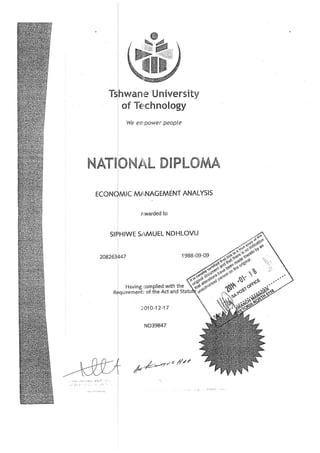 Tshwane University
of Technology
We empower people
NATIONAL DIPLOMA
ECONOMIC MANAGEMENT ANALYSIS
Awarded to
SIPHIWE SAMUEL NDHLOVU
208263447 1988-09-09
Having complied with the
Requirements of the Act and Statute
2010-12-17
NO39847
2014 -01- 18
SA POST OFFICE